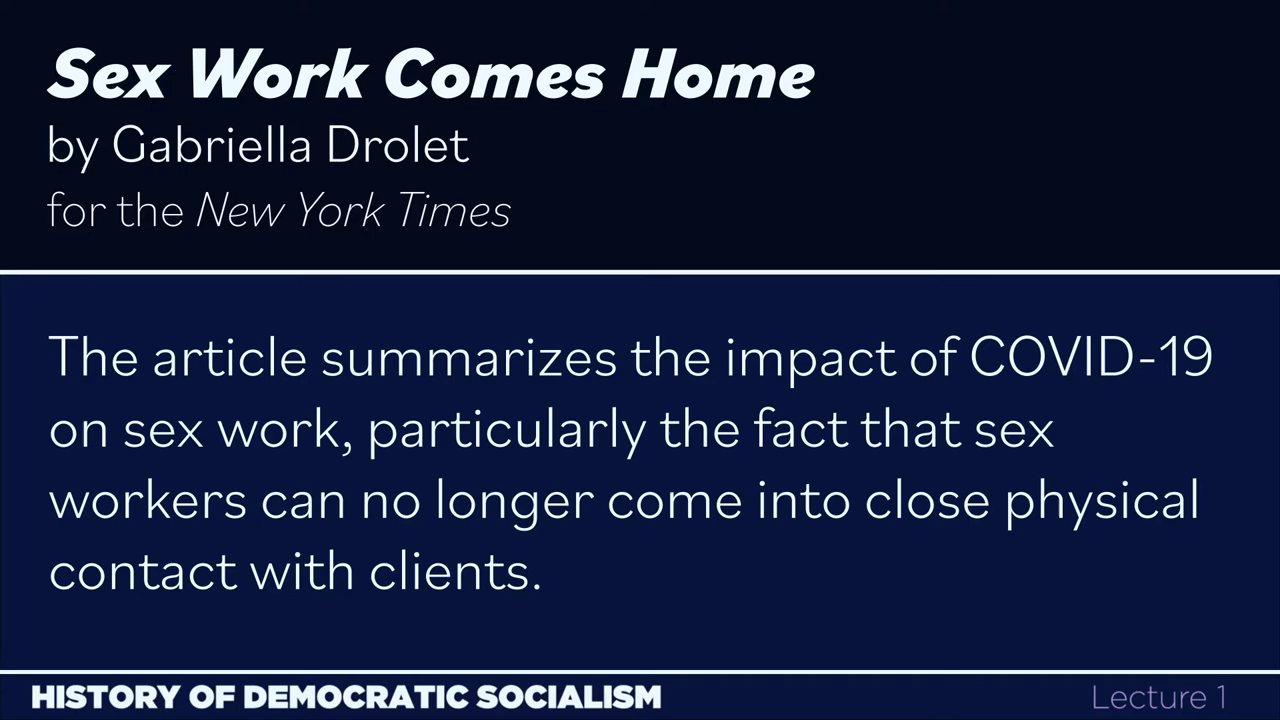 Sex Work Comes Home
by Gabriella Drolet
for the New York Times
The article summarizes the impact of COVID-19
on sex work, particularly the fact that sex
workers can no longer come into close physical
contact with clients.
HISTORY OF DEMOCRATIC SOCIALISM
Lecture 1